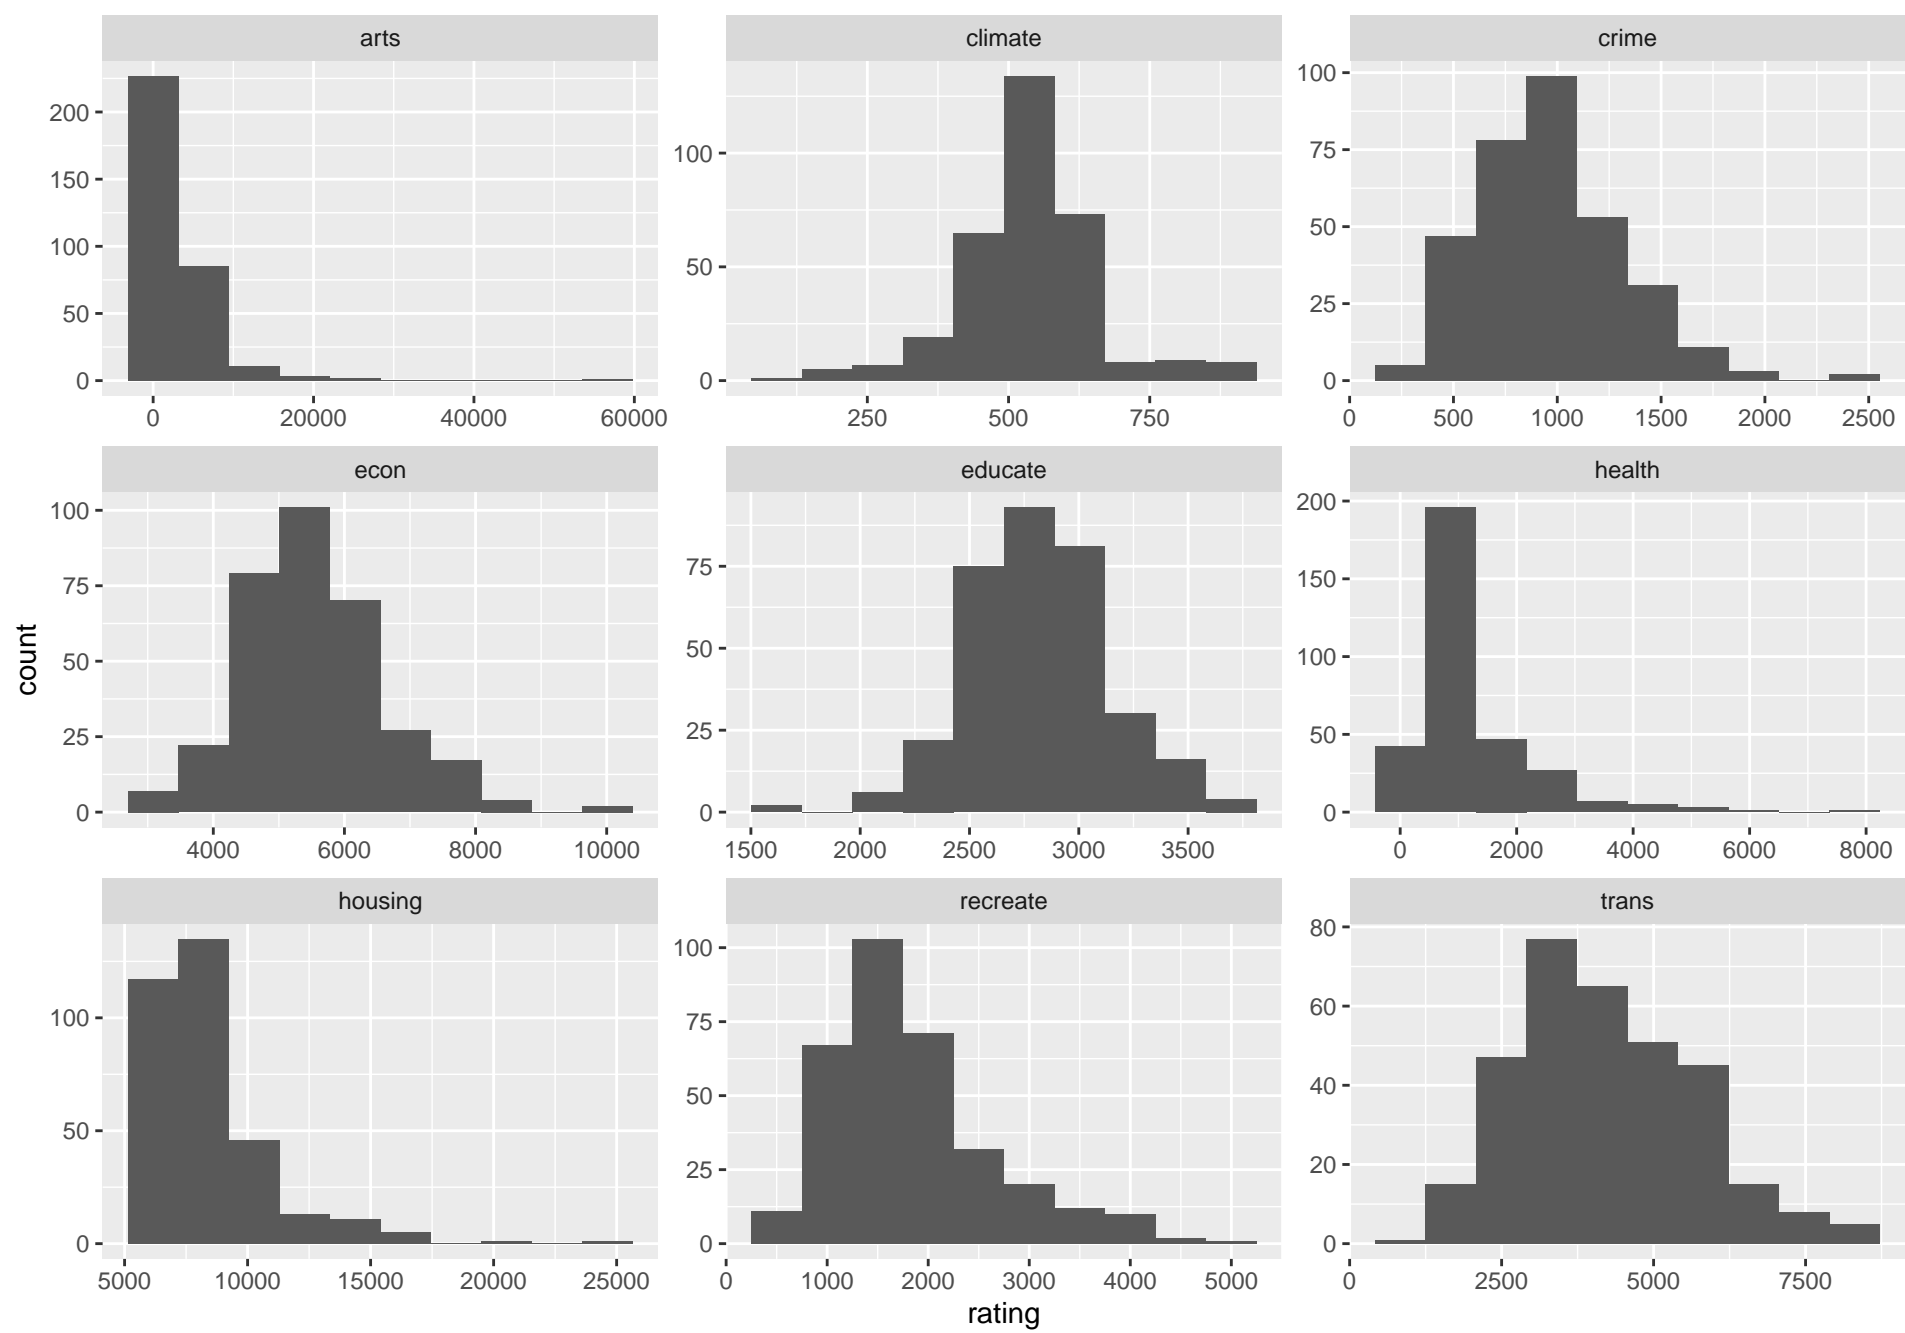 arts climate crime
200 150 100 50 0
100 50 0
100 75 50 25 0
0 20000 40000 60000
250 500 750
0 500 1000 1500 2000 2500
econ educate health
100 75 50 25 0
75 50 25 0
200 150 100 50 0
4000 6000 8000 10000
1500 2000 2500 3000 3500
0 2000 4000 6000 8000
count
housing recreate trans
100 50 0
100 75 50 25 0
80 60 40 20 0
5000 10000 15000 20000 25000
0 1000 2000 3000 4000 5000
0 2500 5000 7500
rating